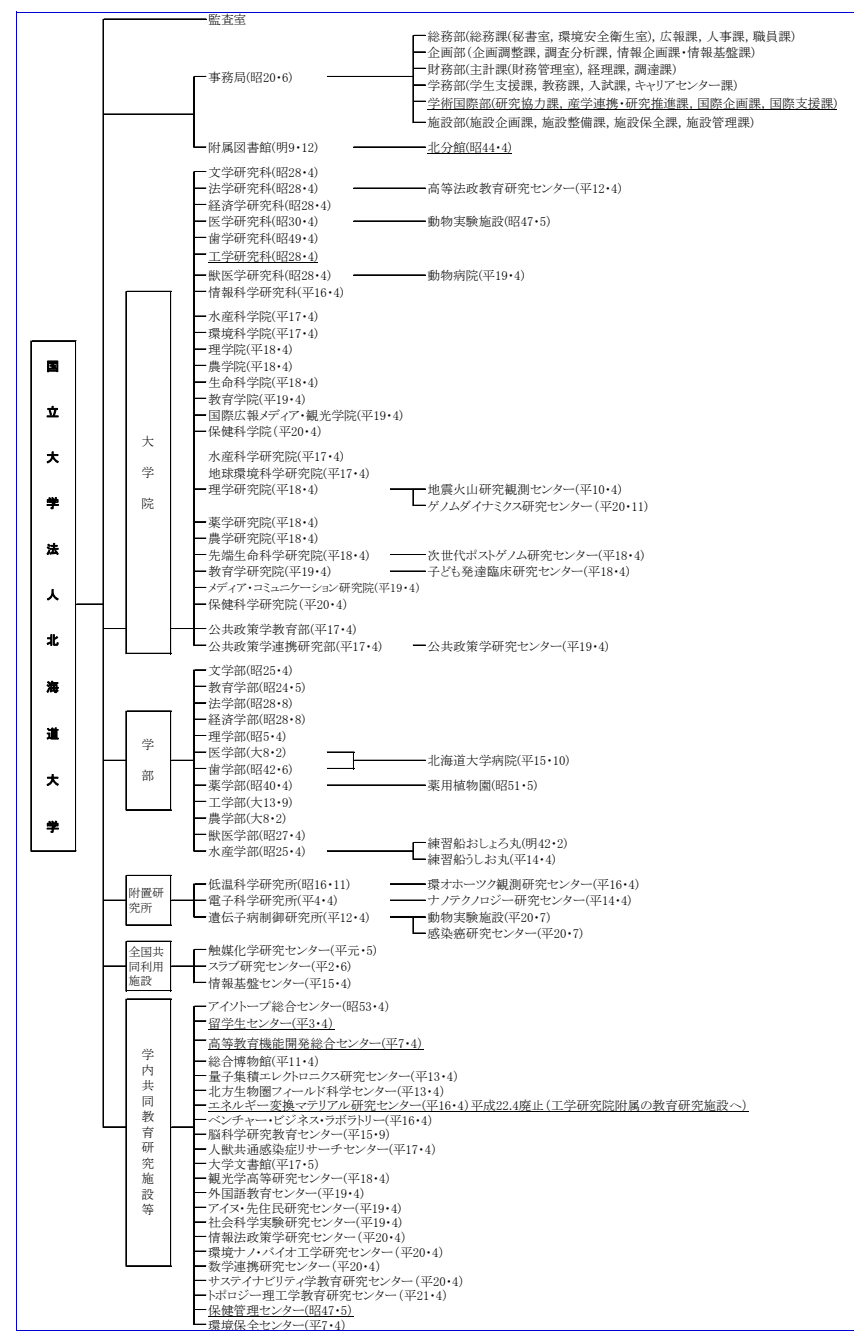 監査室
事務局(昭20・6)
総務部(総務課(秘書室, 環境安全衛生室), 広報課, 人事課, 職員課)
企画部(企画調整課, 調査分析課, 情報企画課・情報基盤課)
財務部(主計課(財務管理室), 経理課, 調達課)
学務部(学生支援課, 教務課, 入試課, キャリアセンター課)
学術国際部(研究協力課, 産学連携・研究推進課, 国際企画課, 国際支援課)
施設部(施設企画課, 施設整備課, 施設保全課, 施設管理課)
附属図書館(明9・12)
北分館(昭44・4)
国立大学法人北海道大学
大学院
文学研究科(昭28・4)
法学研究科(昭28・4)
高等法政教育研究センター(平12・4)
経済学研究科(昭28・4)
医学研究科(昭30・4)
動物実験施設(昭47・5)
歯学研究科(昭49・4)
工学研究科(昭28・4)
獣医学研究科(昭28・4)
動物病院(平19・4)
情報科学研究科(平16・4)
水産科学院(平17・4)
環境科学院(平17・4)
理学院(平18・4)
農学院(平18・4)
生命科学院(平18・4)
教育学院(平19・4)
国際広報メディア・観光学院(平19・4)
保健科学院(平20・4)
水産科学研究院(平17・4)
地球環境科学研究院(平17・4)
理学研究院(平18・4)
地震火山研究観測センター(平10・4)
ゲノムダイナミクス研究センター(平20・11)
薬学研究院(平18・4)
農学研究院(平18・4)
先端生命科学研究院(平18・4)
次世代ポストゲノム研究センター(平18・4)
教育学研究院(平19・4)
子ども発達臨床研究センター(平18・4)
メディア・コミュニケーション研究院(平19・4)
保健科学研究院(平20・4)
公共政策学教育部(平17・4)
公共政策学連携研究部(平17・4)
公共政策学研究センター(平19・4)
学部
文学部(昭25・4)
教育学部(昭24・5)
法学部(昭28・8)
経済学部(昭28・8)
理学部(昭5・4)
医学部(大8・2)
歯学部(昭42・6)
北海道大学病院(平15・10)
薬学部(昭40・4)
薬用植物園(昭51・5)
工学部(大13・9)
農学部(大8・2)
獣医学部(昭27・4)
水産学部(昭25・4)
練習船おしょろ丸(明42・2)
練習船うしお丸(平14・4)
附置研
究所
低温科学研究所(昭16・11)
環オホーツク観測研究センター(平16・4)
電子科学研究所(平4・4)
ナノテクノロジー研究センター(平14・4)
遺伝子病制御研究所(平12・4)
動物実験施設(平20・7)
感染癌研究センター(平20・7)
全国共
同利用
施設
触媒化学研究センター(平元・5)
スラブ研究センター(平2・6)
情報基盤センター(平15・4)
学内共同教育研究施設等
アイソトープ総合センター(昭53・4)
留学生センター(平3・4)
高等教育機能開発総合センター(平7・4)
総合博物館(平11・4)
量子集積エレクトロニクス研究センター(平13・4)
北方生物圏フィールド科学センター(平13・4)
エネルギー変換マテリアル研究センター(平16・4)平成22.4廃止(工学研究院附属の教育研究施設へ)
ベンチャー・ビジネス・ラボラトリー(平16・4)
脳科学研究教育センター(平15・9)
人獣共通感染症リサーチセンター(平17・4)
大学文書館(平17・5)
観光学高等研究センター(平18・4)
外国語教育センター(平19・4)
アイヌ・先住民研究センター(平19・4)
社会科学実験研究センター(平19・4)
情報法政策学研究センター(平20・4)
環境ナノ・バイオ工学研究センター(平20・4)
数学連携研究センター(平20・4)
サステイナビリティ学教育研究センター(平20・4)
トポロジー理工学教育研究センター(平21・4)
保健管理センター(昭47・5)
環境保全センター(平7・4)